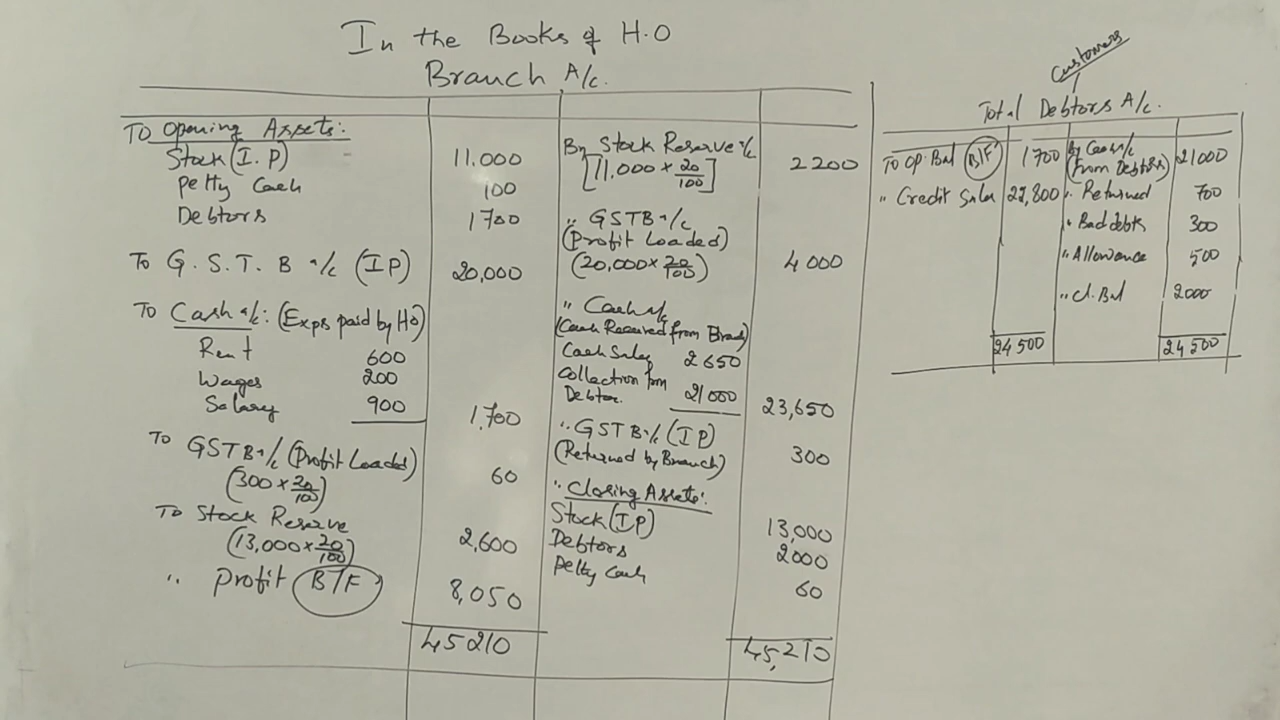 In the Books of H.O
Branch A/c.
To Opening Assets:
Stock (I.P) 11.000
Petty Cash 100
Debtors 1700
To G.S.T.B a/c (IP) 20,000
To Cash a/c: (Exps paid by HO)
Rent 600
Wages 200
Salary 900
1,700
To GSTB a/c (Profit Loaded)
(300 × 20/100) 60
To Stock Reserve
(13,000 × 20/100) 2,600
" Profit B/F 8,050
45210
By Stock Reserve a/c
[11.000 × 20/100] 2200
" GSTB a/c
(Profit Loaded)
(20,000 × 20/100) 4000
" Cash a/c
(Cash Received from Branch)
Cash Sales 2650
Collection from
Debtor. 21000 23,650
" GSTB a/c (IP)
(Returned by Branch) 300
" Closing Assets:
Stock (IP) 13,000
Debtors 2000
Petty Cash 60
45,210
Customers
Total Debtors A/c.
To Op: Bal B/F 1700
" Credit Sales 22,800
24500
By Cash a/c
(from Debtors) 21000
" Returned 700
" Bad debts 300
" Allowance 500
" Cl. Bal 2000
24500